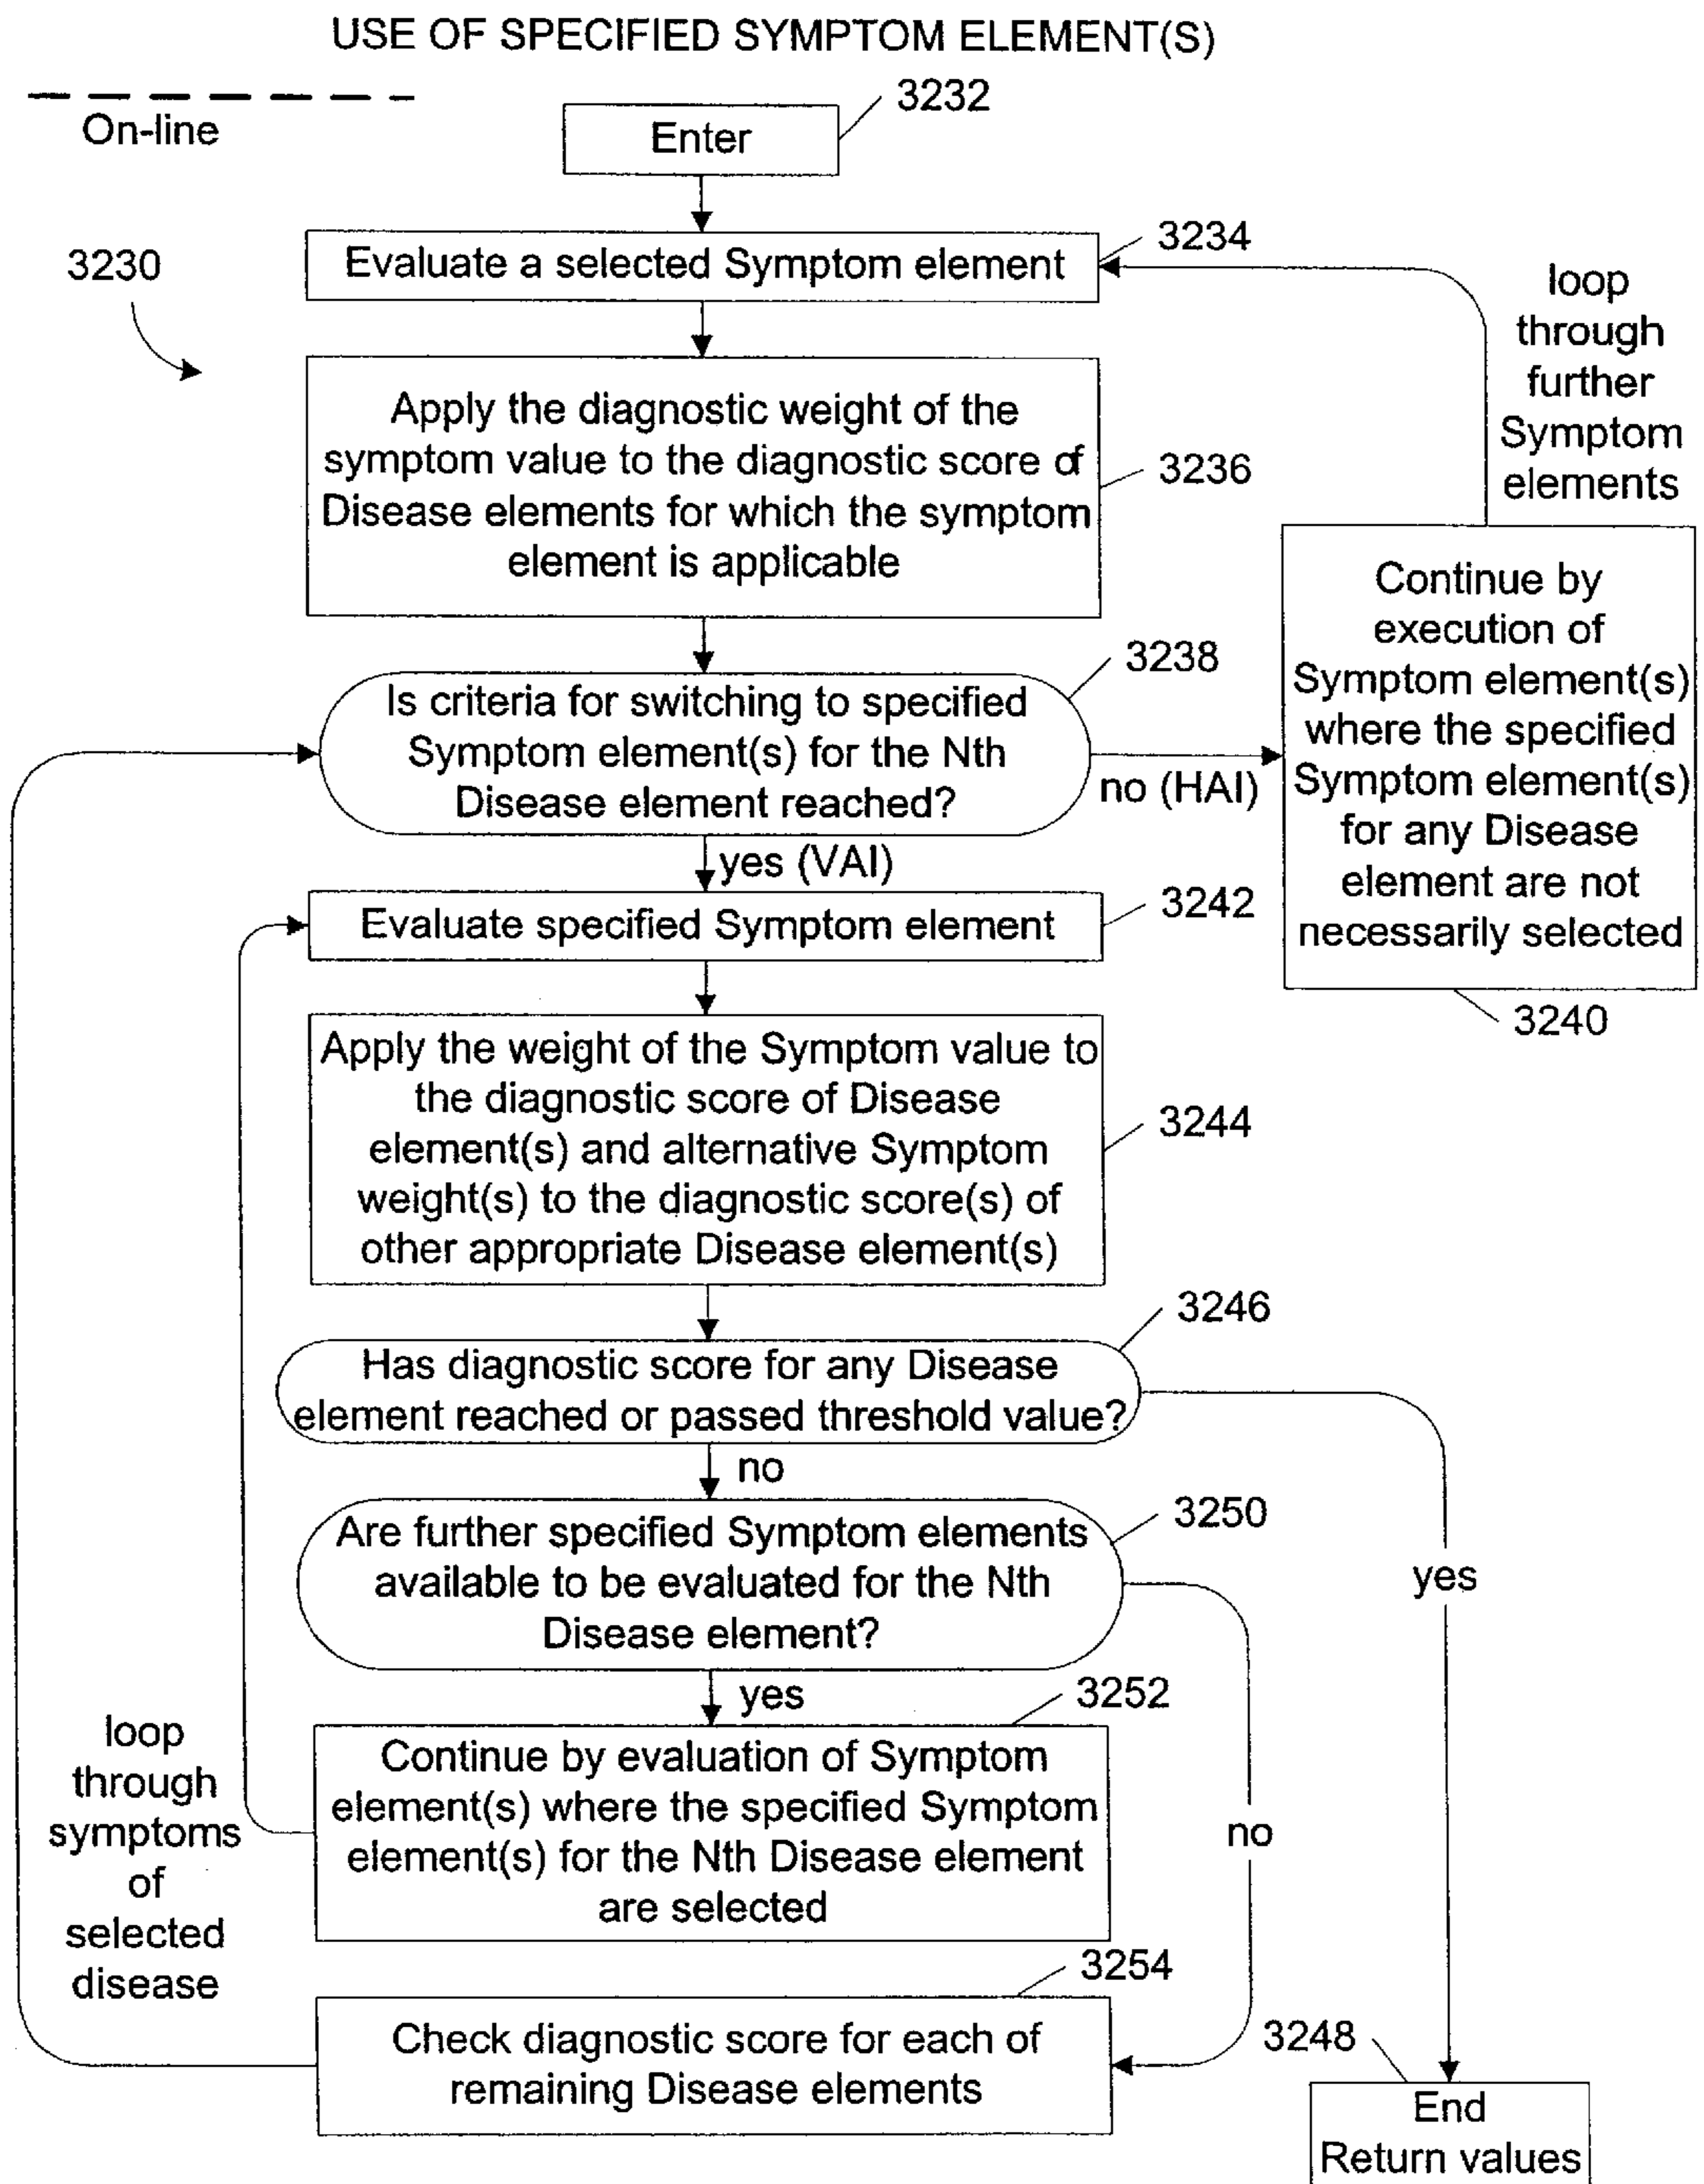 USE OF SPECIFIED SYMPTOM ELEMENT(S)
On-line
3232
Enter
3234
Evaluate a selected Symptom element
3230
loop
through
further
Symptom
elements
Apply the diagnostic weight of the
symptom value to the diagnostic score of
Disease elements for which the symptom
element is applicable
3236
3238
Is criteria for switching to specified
Symptom element(s) for the Nth
Disease element reached?
no (HAI)
Continue by
execution of
Symptom element(s)
where the specified
Symptom element(s)
for any Disease
element are not
necessarily selected
3240
yes (VAI)
Evaluate specified Symptom element
3242
Apply the weight of the Symptom value to
the diagnostic score of Disease
element(s) and alternative Symptom
weight(s) to the diagnostic score(s) of
other appropriate Disease element(s)
3244
3246
Has diagnostic score for any Disease
element reached or passed threshold value?
no
yes
3250
Are further specified Symptom elements
available to be evaluated for the Nth
Disease element?
yes
no
3252
Continue by evaluation of Symptom
element(s) where the specified Symptom
element(s) for the Nth Disease element
are selected
loop
through
symptoms
of
selected
disease
3254
Check diagnostic score for each of
remaining Disease elements
3248
End
Return values